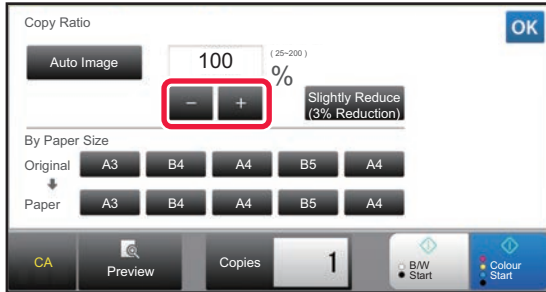 Copy Ratio
OK
Auto Image
100
(25~200)
%
−
+
Slightly Reduce
(3% Reduction)
By Paper Size
Original A3 B4 A4 B5 A4
Paper A3 B4 A4 B5 A4
CA
Preview
Copies
1
B/W
Start
Colour
Start